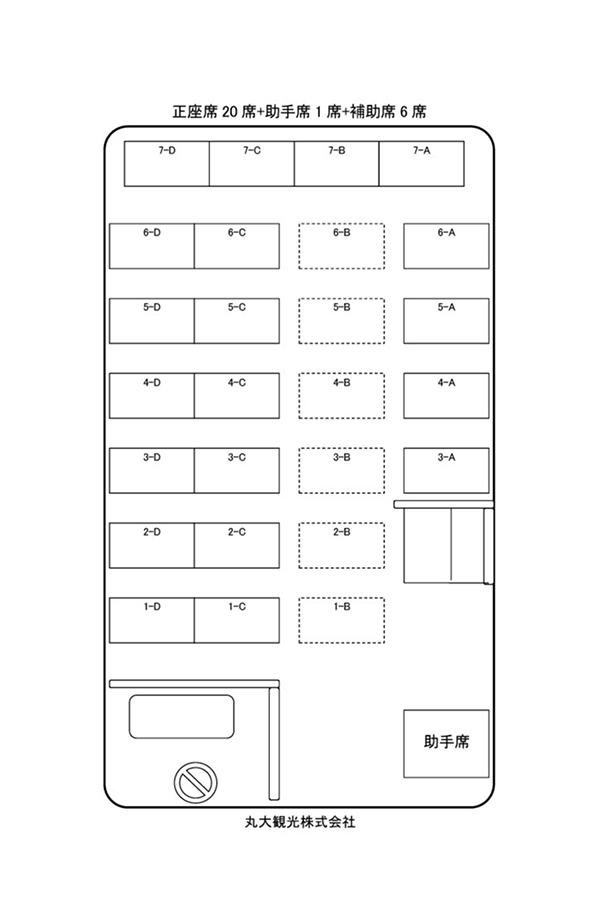 正座席20席+助手席1席+補助席6席
7-D 7-C 7-B 7-A
6-D 6-C 6-B 6-A
5-D 5-C 5-B 5-A
4-D 4-C 4-B 4-A
3-D 3-C 3-B 3-A
2-D 2-C 2-B
1-D 1-C 1-B
助手席
丸大観光株式会社